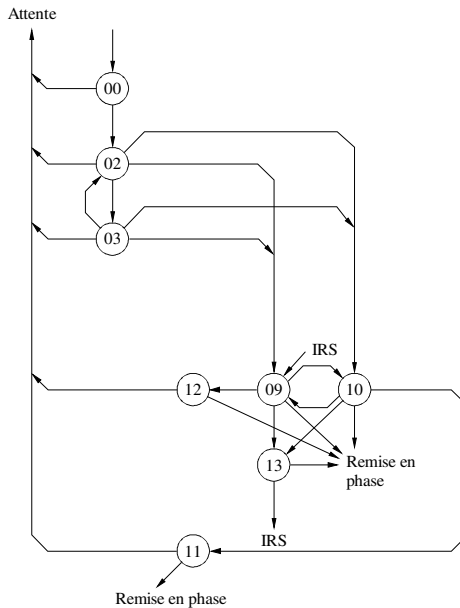 Attente
00
02
03
IRS
12
09
10
Remise en
phase
13
IRS
11
Remise en phase